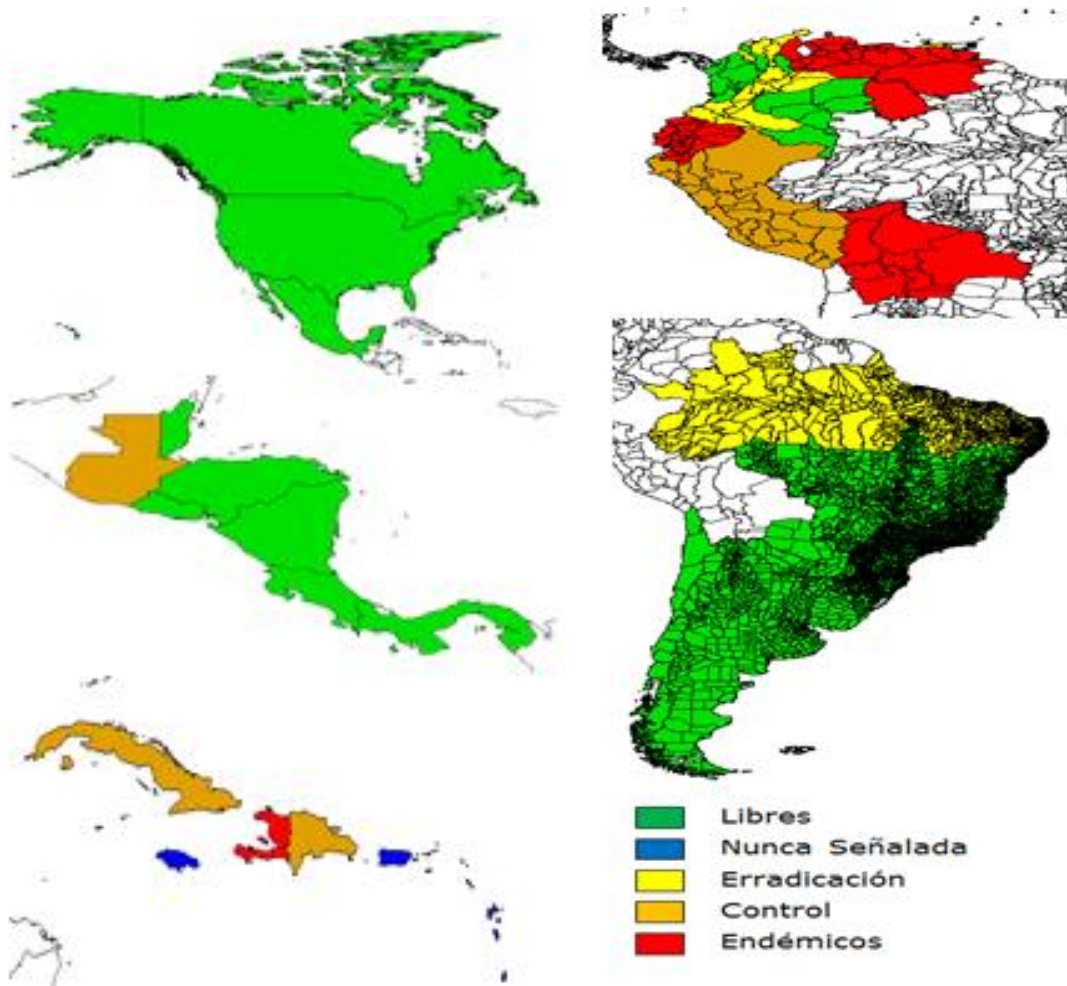 Libres
Nunca Señalada
Erradicación
Control
Endémicos